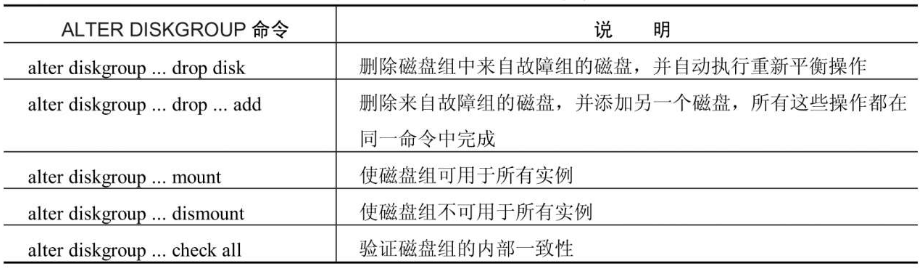 ALTER DISKGROUP 命令 说 明
alter diskgroup ... drop disk 删除磁盘组中来自故障组的磁盘，并自动执行重新平衡操作
alter diskgroup ... drop ... add 删除来自故障组的磁盘，并添加另一个磁盘，所有这些操作都在
同一命令中完成
alter diskgroup ... mount 使磁盘组可用于所有实例
alter diskgroup ... dismount 使磁盘组不可用于所有实例
alter diskgroup ... check all 验证磁盘组的内部一致性